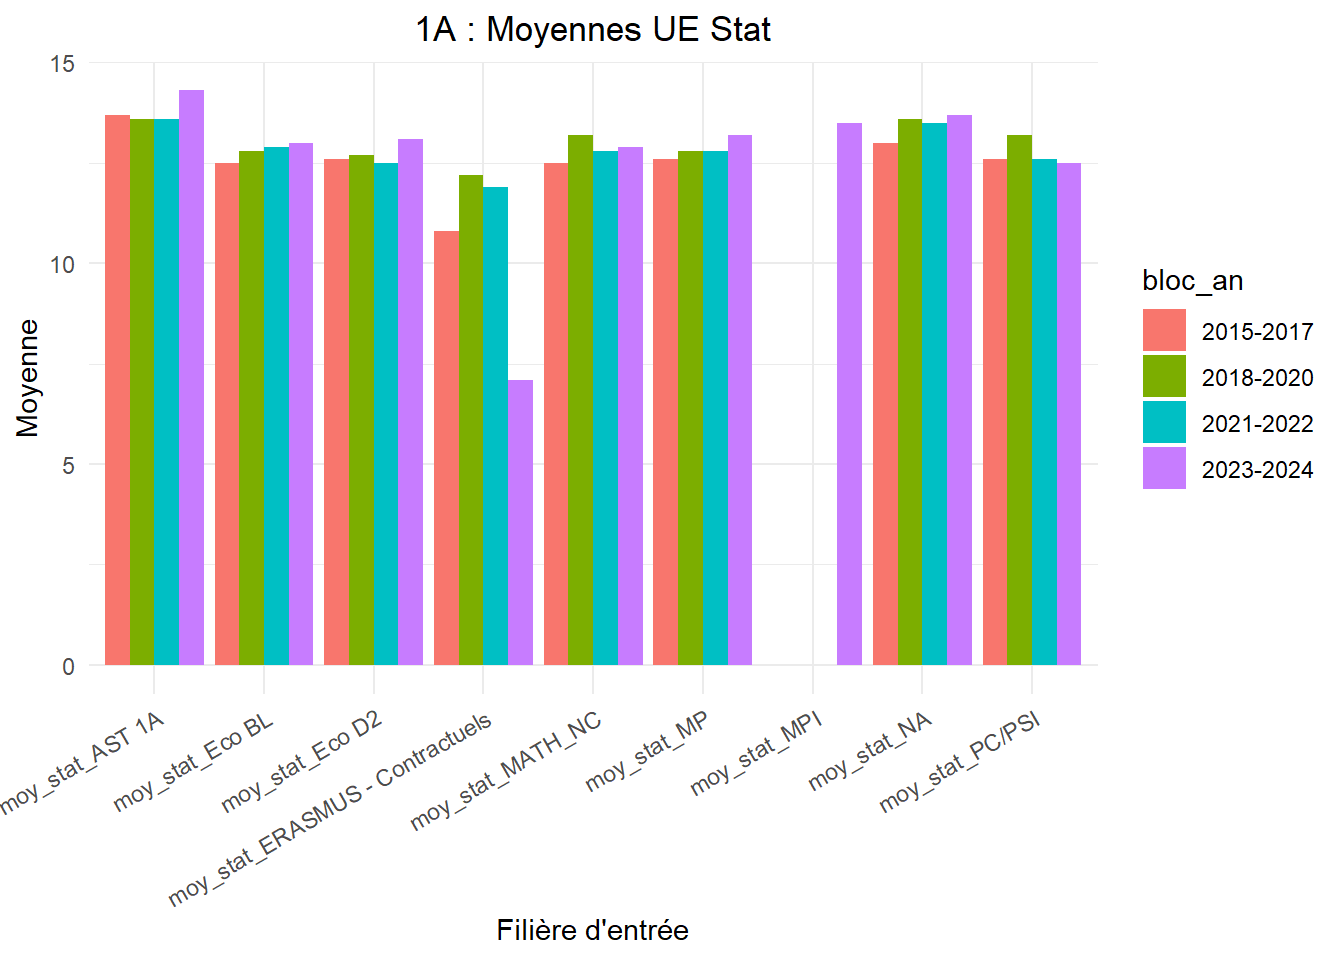 1A : Moyennes UE Stat
15
10
5
0
Moyenne
moy_stat_AST 1A
moy_stat_Eco BL
moy_stat_Eco D2
moy_stat_ERASMUS - Contractuels
moy_stat_MATH_NC
moy_stat_MP
moy_stat_MPI
moy_stat_NA
moy_stat_PC/PSI
Filière d'entrée
bloc_an
2015-2017
2018-2020
2021-2022
2023-2024